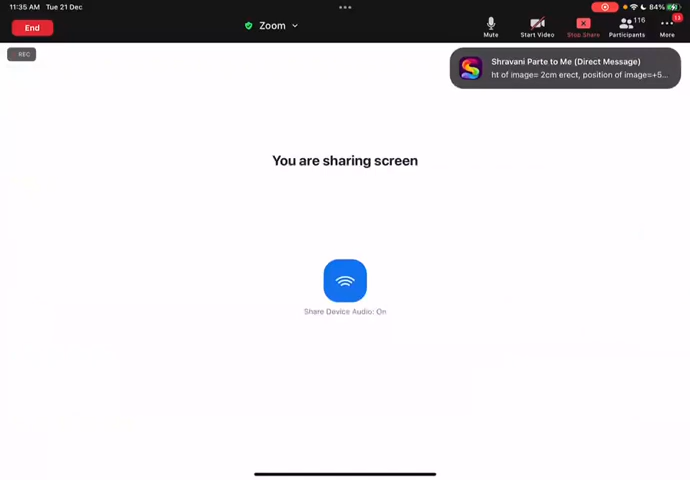 11:35 AM Tue 21 Dec
84%
End
Zoom
Mute
Start Video
Stop Share
116
Participants
11
More
REC
Shravani Parte to Me (Direct Message)
ht of image= 2cm erect, position of image=+5...
You are sharing screen
Share Device Audio: On